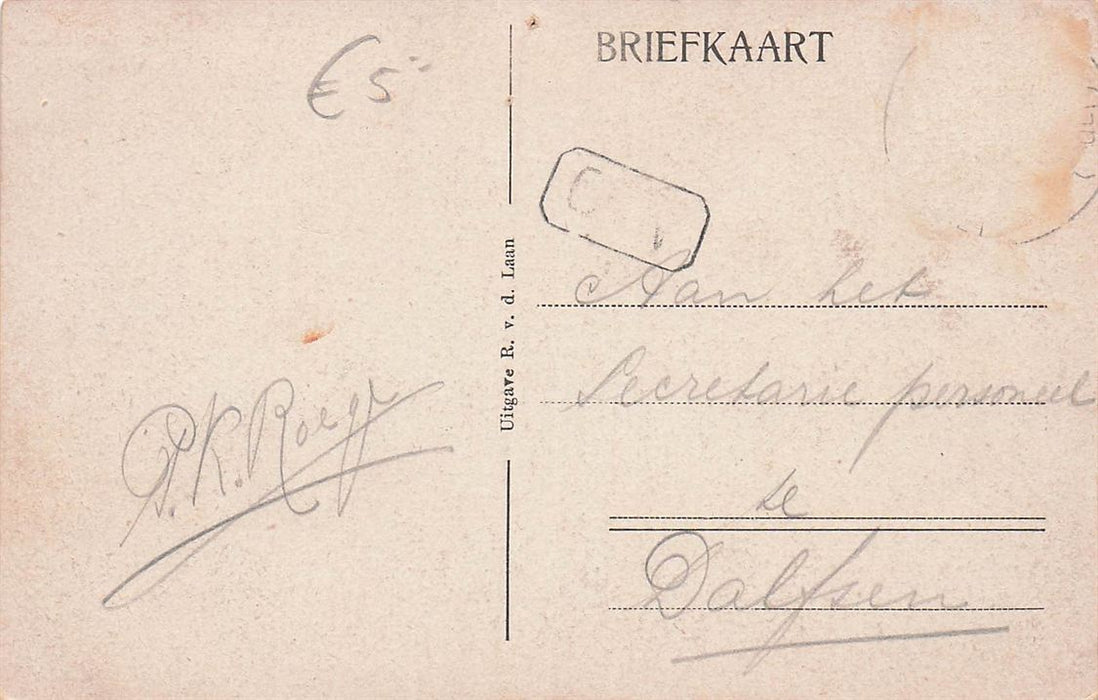 BRIEFKAART
€ 5-
Uitgave R. v. d. Laan
Aan het
Secretarie personeel
te
Dalfsen
P. K.